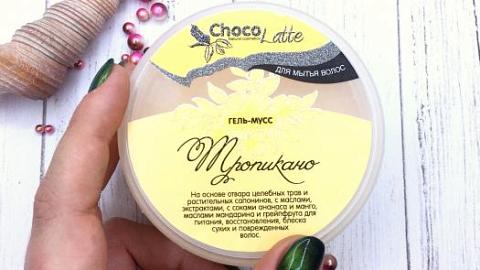 Choco
Latte
ДЛЯ МЫТЬЯ ВОЛОС
ГЕЛЬ-МУСС
Тропикано
На основе отвара целебных трав и
растительных сапонинов, с маслами,
экстрактами, с соками ананаса и манго,
маслами мандарина и грейпфрута для
питания, восстановления, блеска
сухих и поврежденных
волос.